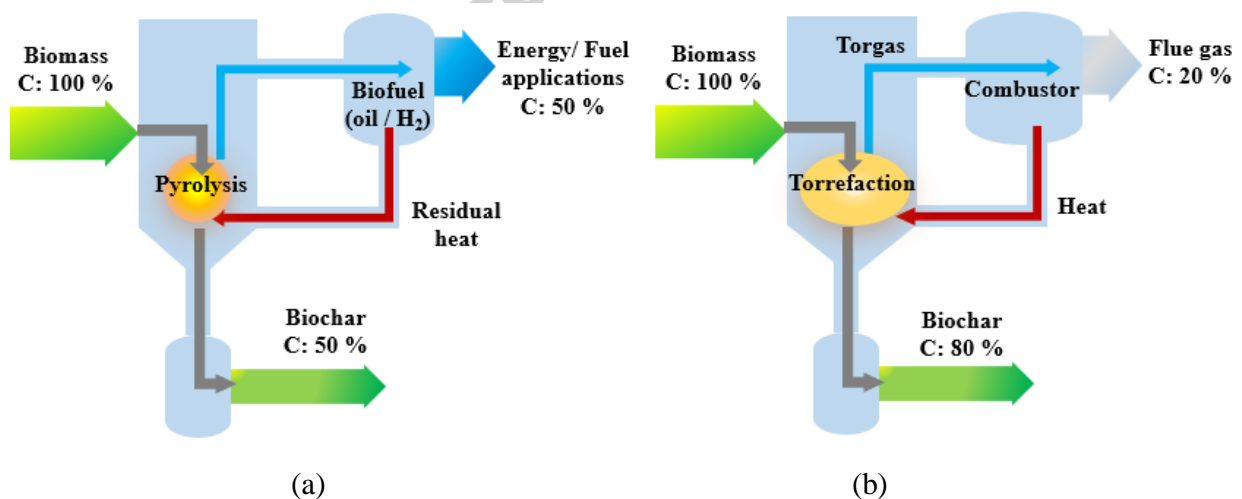 Biomass
C: 100 %
Energy/ Fuel
applications
C: 50 %
Biofuel
(oil / H₂)
Pyrolysis
Residual
heat
Biochar
C: 50 %
(a)
Biomass
C: 100 %
Torgas
Combustor
Flue gas
C: 20 %
Torrefaction
Heat
Biochar
C: 80 %
(b)